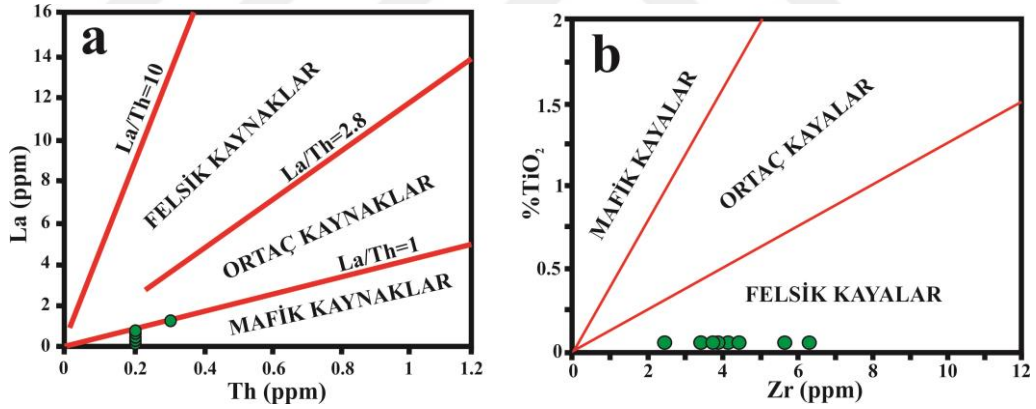 a
La (ppm)
16
14
12
10
8
6
4
2
0
La/Th=10
FELSİK KAYNAKLAR
La/Th=2.8
ORTAÇ KAYNAKLAR
La/Th=1
MAFİK KAYNAKLAR
0 0.2 0.4 0.6 0.8 1 1.2
Th (ppm)
b
%TiO2
2
1.5
1
0.5
0
MAFİK KAYALAR
ORTAÇ KAYALAR
FELSİK KAYALAR
0 2 4 6 8 10 12
Zr (ppm)